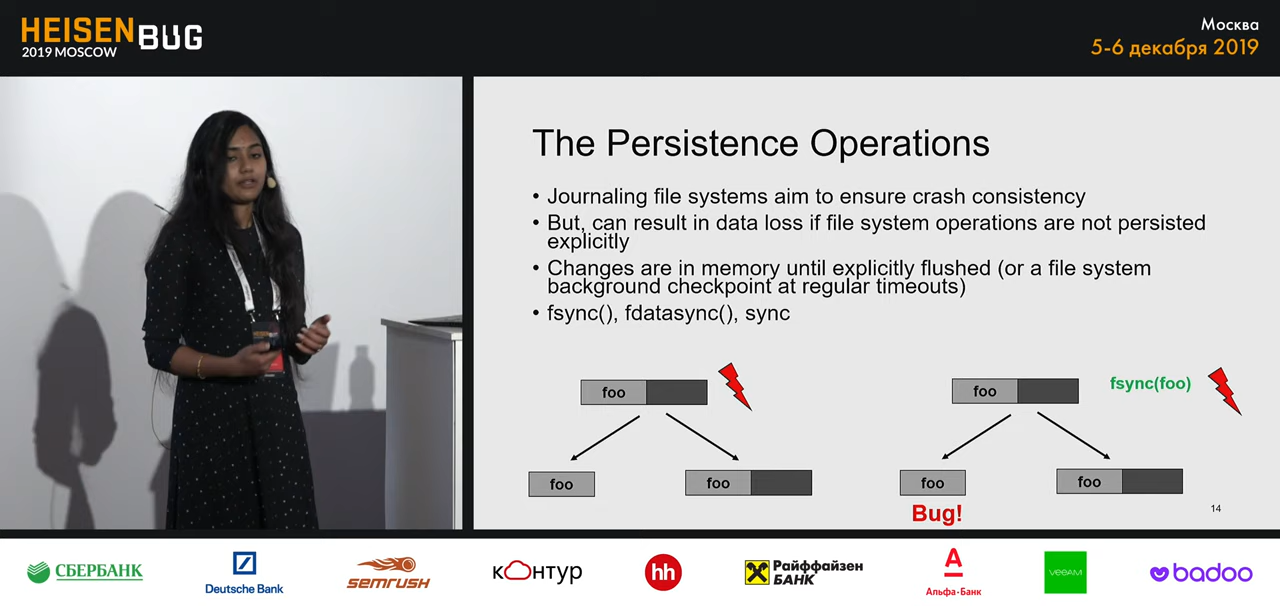 HEISENBUG
2019 MOSCOW
Москва
5-6 декабря 2019
The Persistence Operations
• Journaling file systems aim to ensure crash consistency
• But, can result in data loss if file system operations are not persisted
explicitly
• Changes are in memory until explicitly flushed (or a file system
background checkpoint at regular timeouts)
• fsync(), fdatasync(), sync
foo
foo
fsync(foo)
foo
foo
foo
foo
Bug!
14
СБЕРБАНК
Deutsche Bank
semrush
контур
hh
Райффайзен
БАНК
А
Альфа·Банк
veeam
badoo